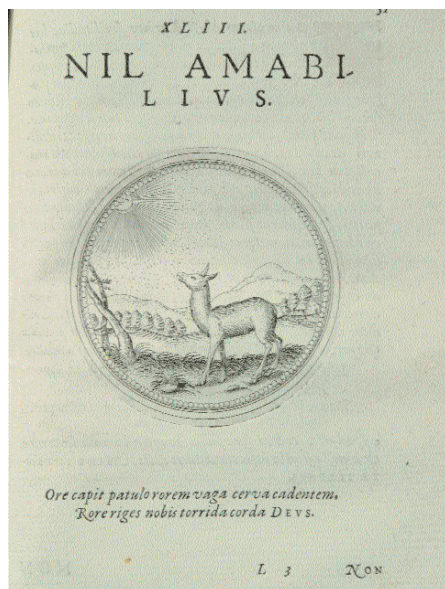 XLIII.
NIL AMABI-
LIVS.
Ore capit patulo rorem vaga cerva cadentem,
Rore riges nobis torrida corda DEVS.
L 3 NON